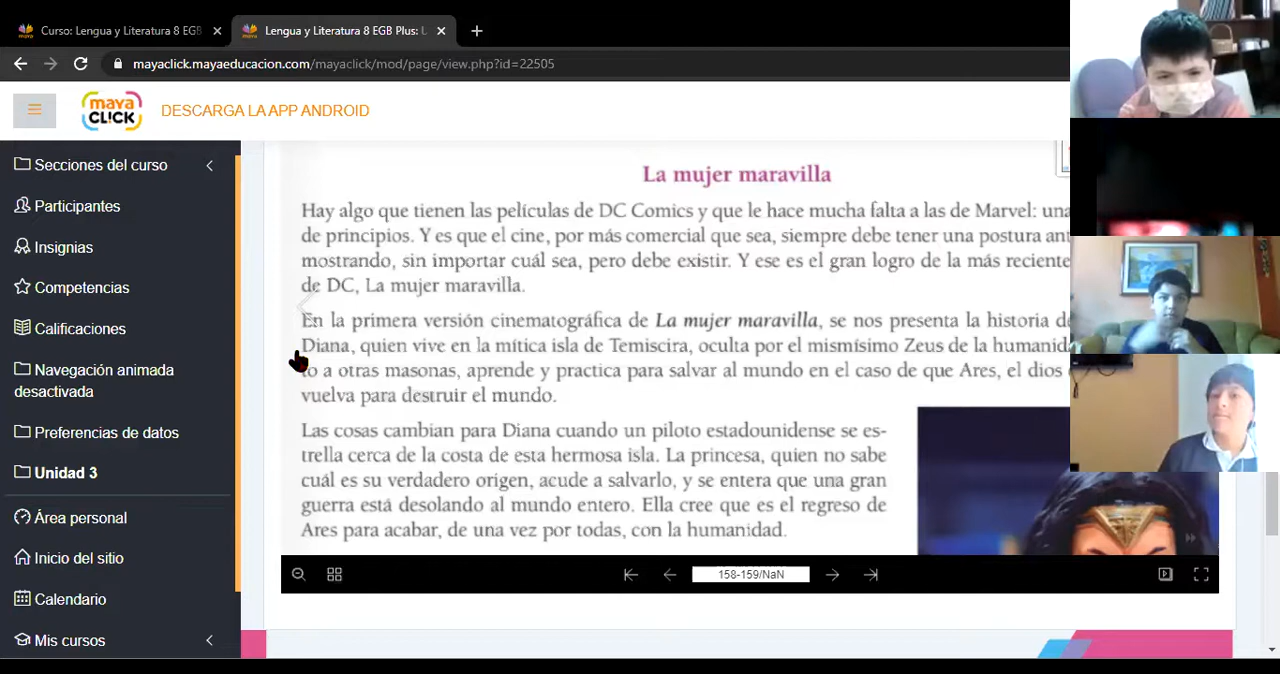 Curso: Lengua y Literatura 8 EGB
Lengua y Literatura 8 EGB Plus: U
mayaclick.mayaeducacion.com/mayaclick/mod/page/view.php?id=22505
maya
CL!CK
DESCARGA LA APP ANDROID
Secciones del curso
Participantes
Insignias
Competencias
Calificaciones
Navegación animada
desactivada
Preferencias de datos
Unidad 3
Área personal
Inicio del sitio
Calendario
Mis cursos
La mujer maravilla
Hay algo que tienen las películas de DC Comics y que le hace mucha falta a las de Marvel: una
de principios. Y es que el cine, por más comercial que sea, siempre debe tener una postura
mostrando, sin importar cuál sea, pero debe existir. Y ese es el gran logro de la más reciente
de DC, La mujer maravilla.
En la primera versión cinematográfica de La mujer maravilla, se nos presenta la historia
Diana, quien vive en la mítica isla de Temiscira, oculta por el mismísimo Zeus de la
to a otras masonas, aprende y practica para salvar al mundo en el caso de que Ares, el dios
vuelva para destruir el mundo.
Las cosas cambian para Diana cuando un piloto estadounidense se es-
trella cerca de la costa de esta hermosa isla. La princesa, quien no sabe
cuál es su verdadero origen, acude a salvarlo, y se entera que una gran
guerra está desolando al mundo entero. Ella cree que es el regreso de
Ares para acabar, de una vez por todas, con la humanidad.
158-159/NaN